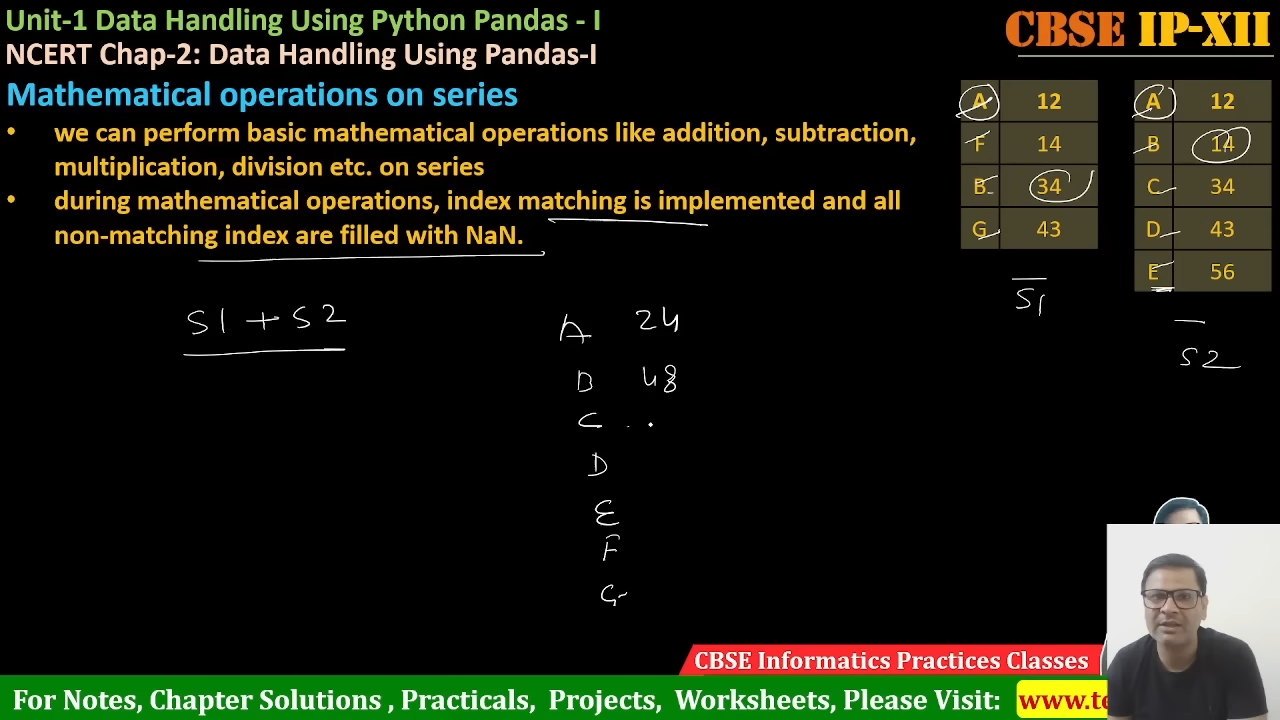 Unit-1 Data Handling Using Python Pandas - I
NCERT Chap-2: Data Handling Using Pandas-I
CBSE IP-XII
Mathematical operations on series
• we can perform basic mathematical operations like addition, subtraction,
multiplication, division etc. on series
• during mathematical operations, index matching is implemented and all
non-matching index are filled with NaN.
A 12
F 14
B 34
G 43
S1
A 12
B 14
C 34
D 43
E 56
S2
S1 + S2
A 24
B 48
C
D
E
F
G
CBSE Informatics Practices Classes
For Notes, Chapter Solutions , Practicals, Projects, Worksheets, Please Visit: www.te